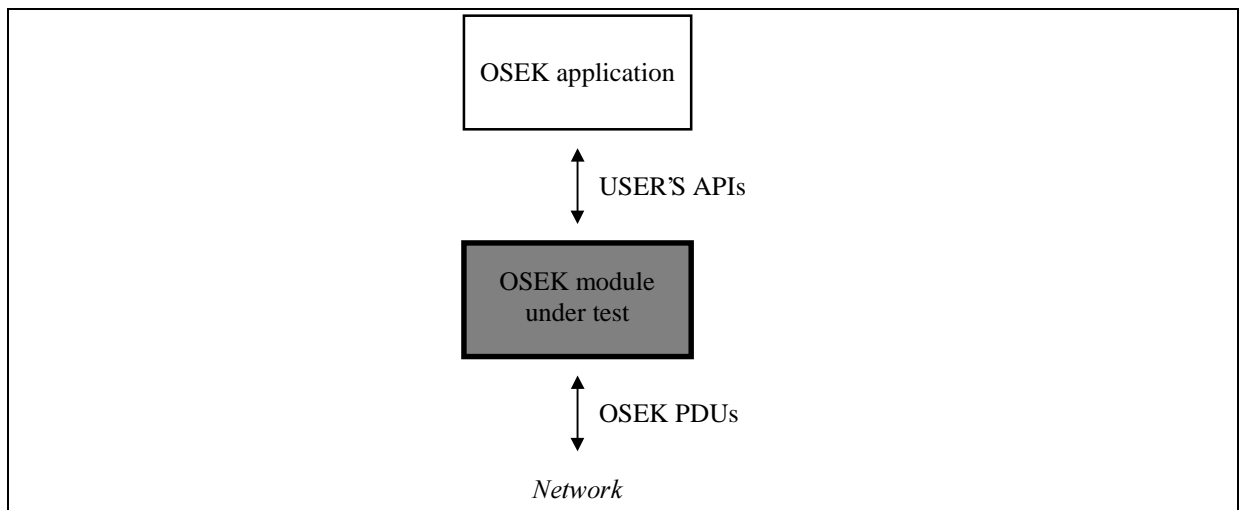 OSEK application
USER'S APIs
OSEK module
under test
OSEK PDUs
Network